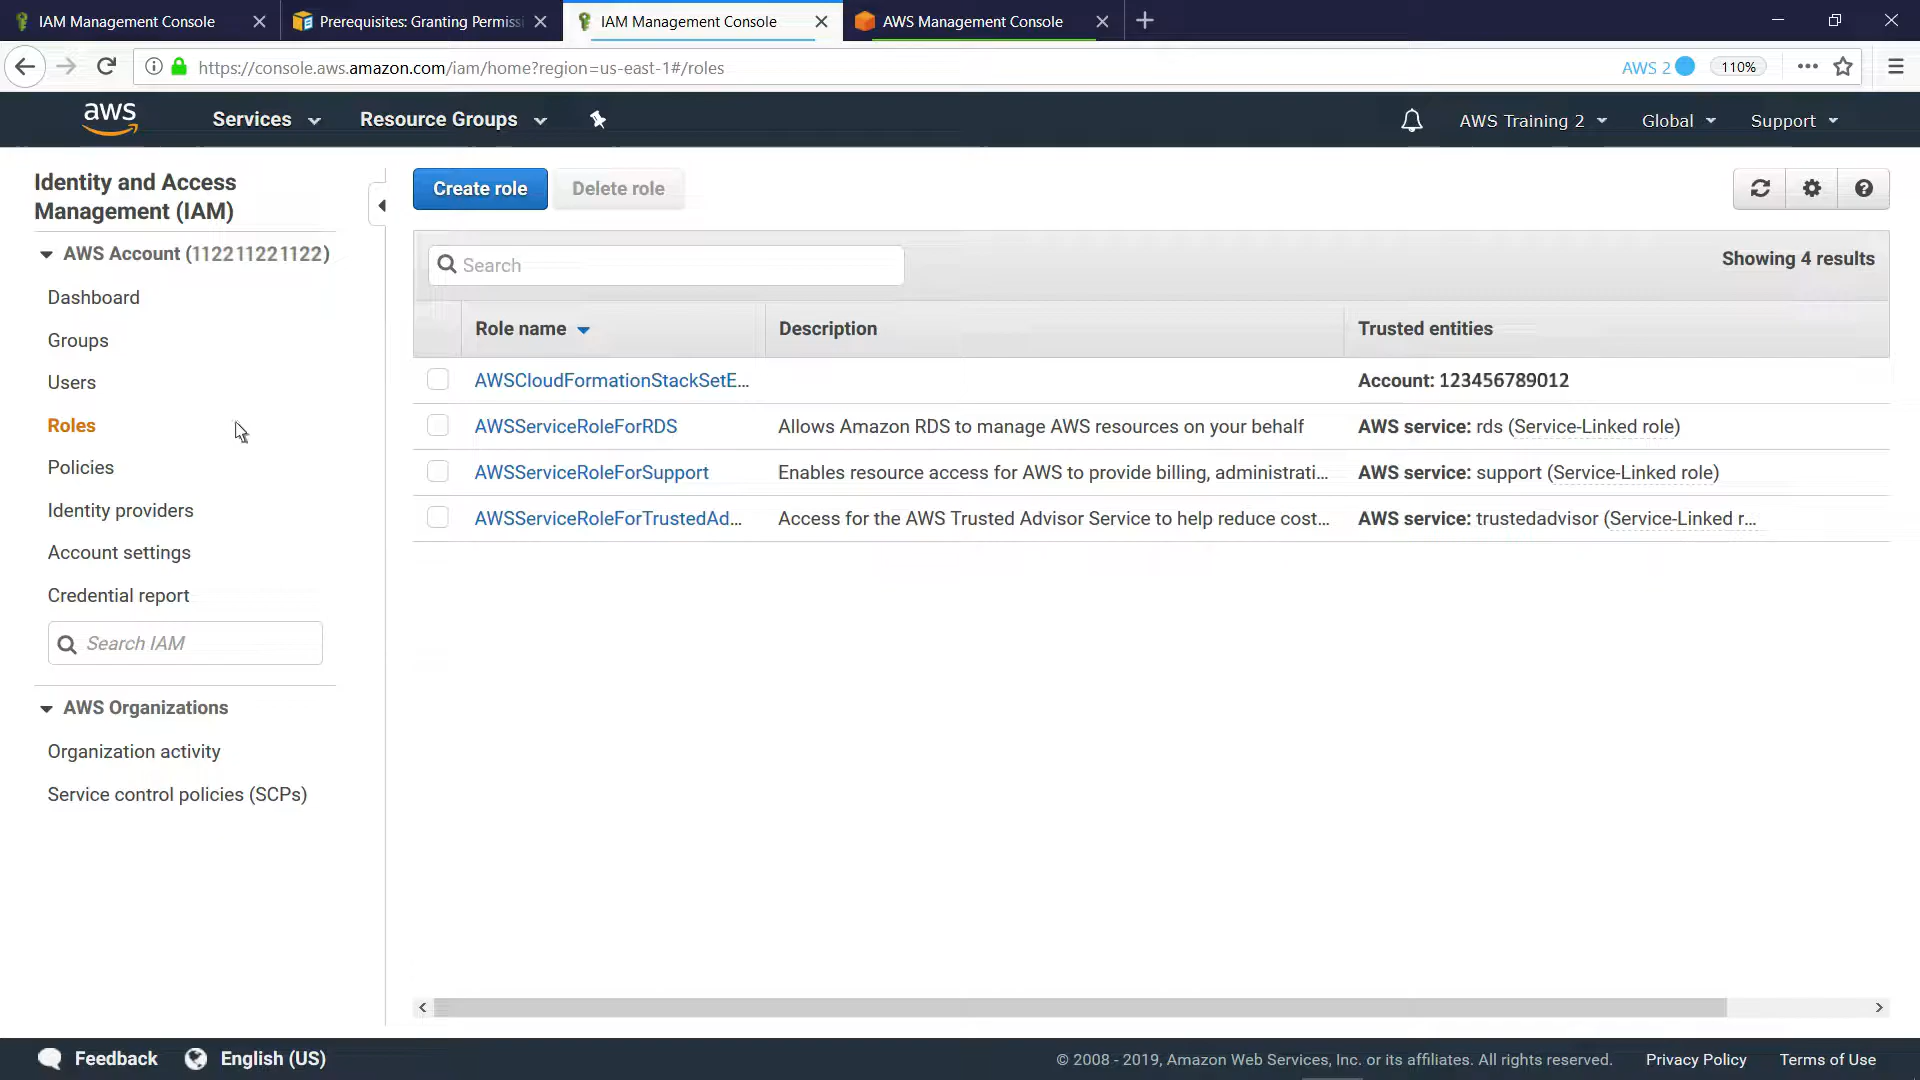 IAM Management Console
Prerequisites: Granting Permissi
IAM Management Console
AWS Management Console
https://console.aws.amazon.com/iam/home?region=us-east-1#/roles
AWS 2
110%
aws
Services
Resource Groups
AWS Training 2
Global
Support
Identity and Access
Management (IAM)
AWS Account (112211221122)
Dashboard
Groups
Users
Roles
Policies
Identity providers
Account settings
Credential report
Search IAM
AWS Organizations
Organization activity
Service control policies (SCPs)
Create role
Delete role
Search
Showing 4 results
Role name
Description
Trusted entities
AWSCloudFormationStackSetE...
Account: 123456789012
AWSServiceRoleForRDS
Allows Amazon RDS to manage AWS resources on your behalf
AWS service: rds (Service-Linked role)
AWSServiceRoleForSupport
Enables resource access for AWS to provide billing, administrati...
AWS service: support (Service-Linked role)
AWSServiceRoleForTrustedAd...
Access for the AWS Trusted Advisor Service to help reduce cost...
AWS service: trustedadvisor (Service-Linked r...
Feedback
English (US)
© 2008 - 2019, Amazon Web Services, Inc. or its affiliates. All rights reserved.
Privacy Policy
Terms of Use